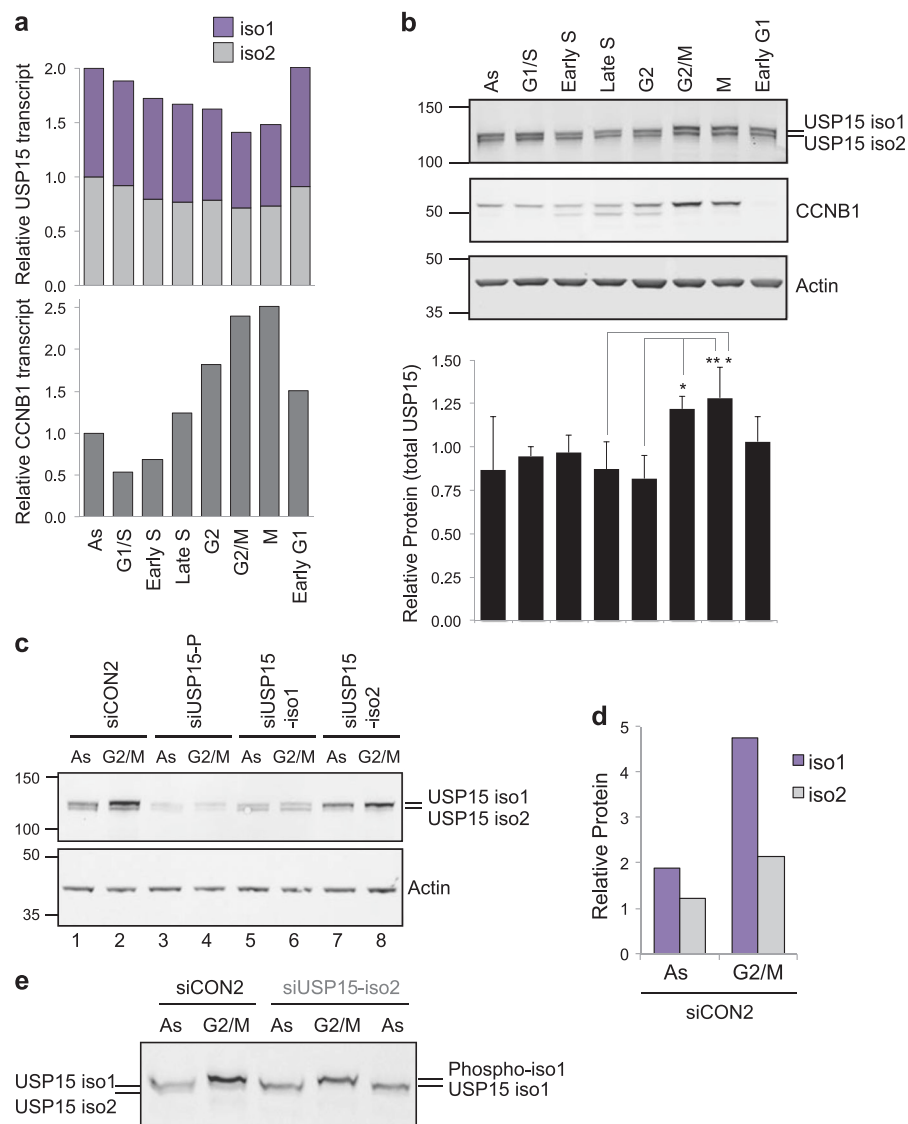 a
iso1
iso2
Relative USP15 transcript
2.0
1.5
1.0
0.5
0.0
Relative CCNB1 transcript
2.5
2.0
1.5
1.0
0.5
0.0
As
G1/S
Early S
Late S
G2
G2/M
M
Early G1
b
As
G1/S
Early S
Late S
G2
G2/M
M
Early G1
150
100
USP15 iso1
USP15 iso2
50
CCNB1
50
35
Actin
Relative Protein (total USP15)
1.50
1.25
1.00
0.75
0.50
0.25
0.00
*
** *
c
siCON2
siUSP15-P
siUSP15
-iso1
siUSP15
-iso2
As G2/M As G2/M As G2/M As G2/M
150
100
USP15 iso1
USP15 iso2
50
35
Actin
1 2 3 4 5 6 7 8
d
Relative Protein
5
4
3
2
1
0
iso1
iso2
As G2/M
siCON2
e
siCON2 siUSP15-iso2
As G2/M As G2/M As
USP15 iso1
USP15 iso2
Phospho-iso1
USP15 iso1